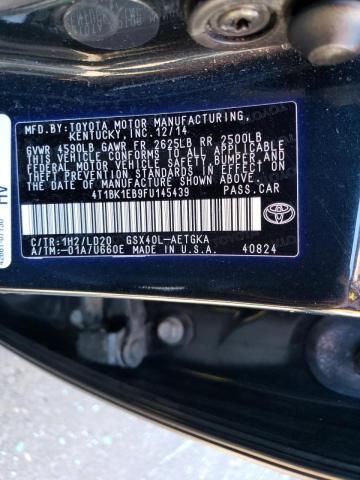 MFD. BY: TOYOTA MOTOR MANUFACTURING,
KENTUCKY, INC. 12/14
GVWR 4590LB GAWR FR 2625LB RR 2500LB
THIS VEHICLE CONFORMS TO ALL APPLICABLE
FEDERAL MOTOR VEHICLE SAFETY, BUMPER, AND
THEFT PREVENTION STANDARDS IN EFFECT ON
THE DATE OF MANUFACTURE SHOWN ABOVE.
4T1BK1EB9FU145439 PASS.CAR
C/TR:1H2/LD20 GSX40L-AETGKA
A/TM:-01A/U660E MADE IN U.S.A. 40824
TOYOTA
HV